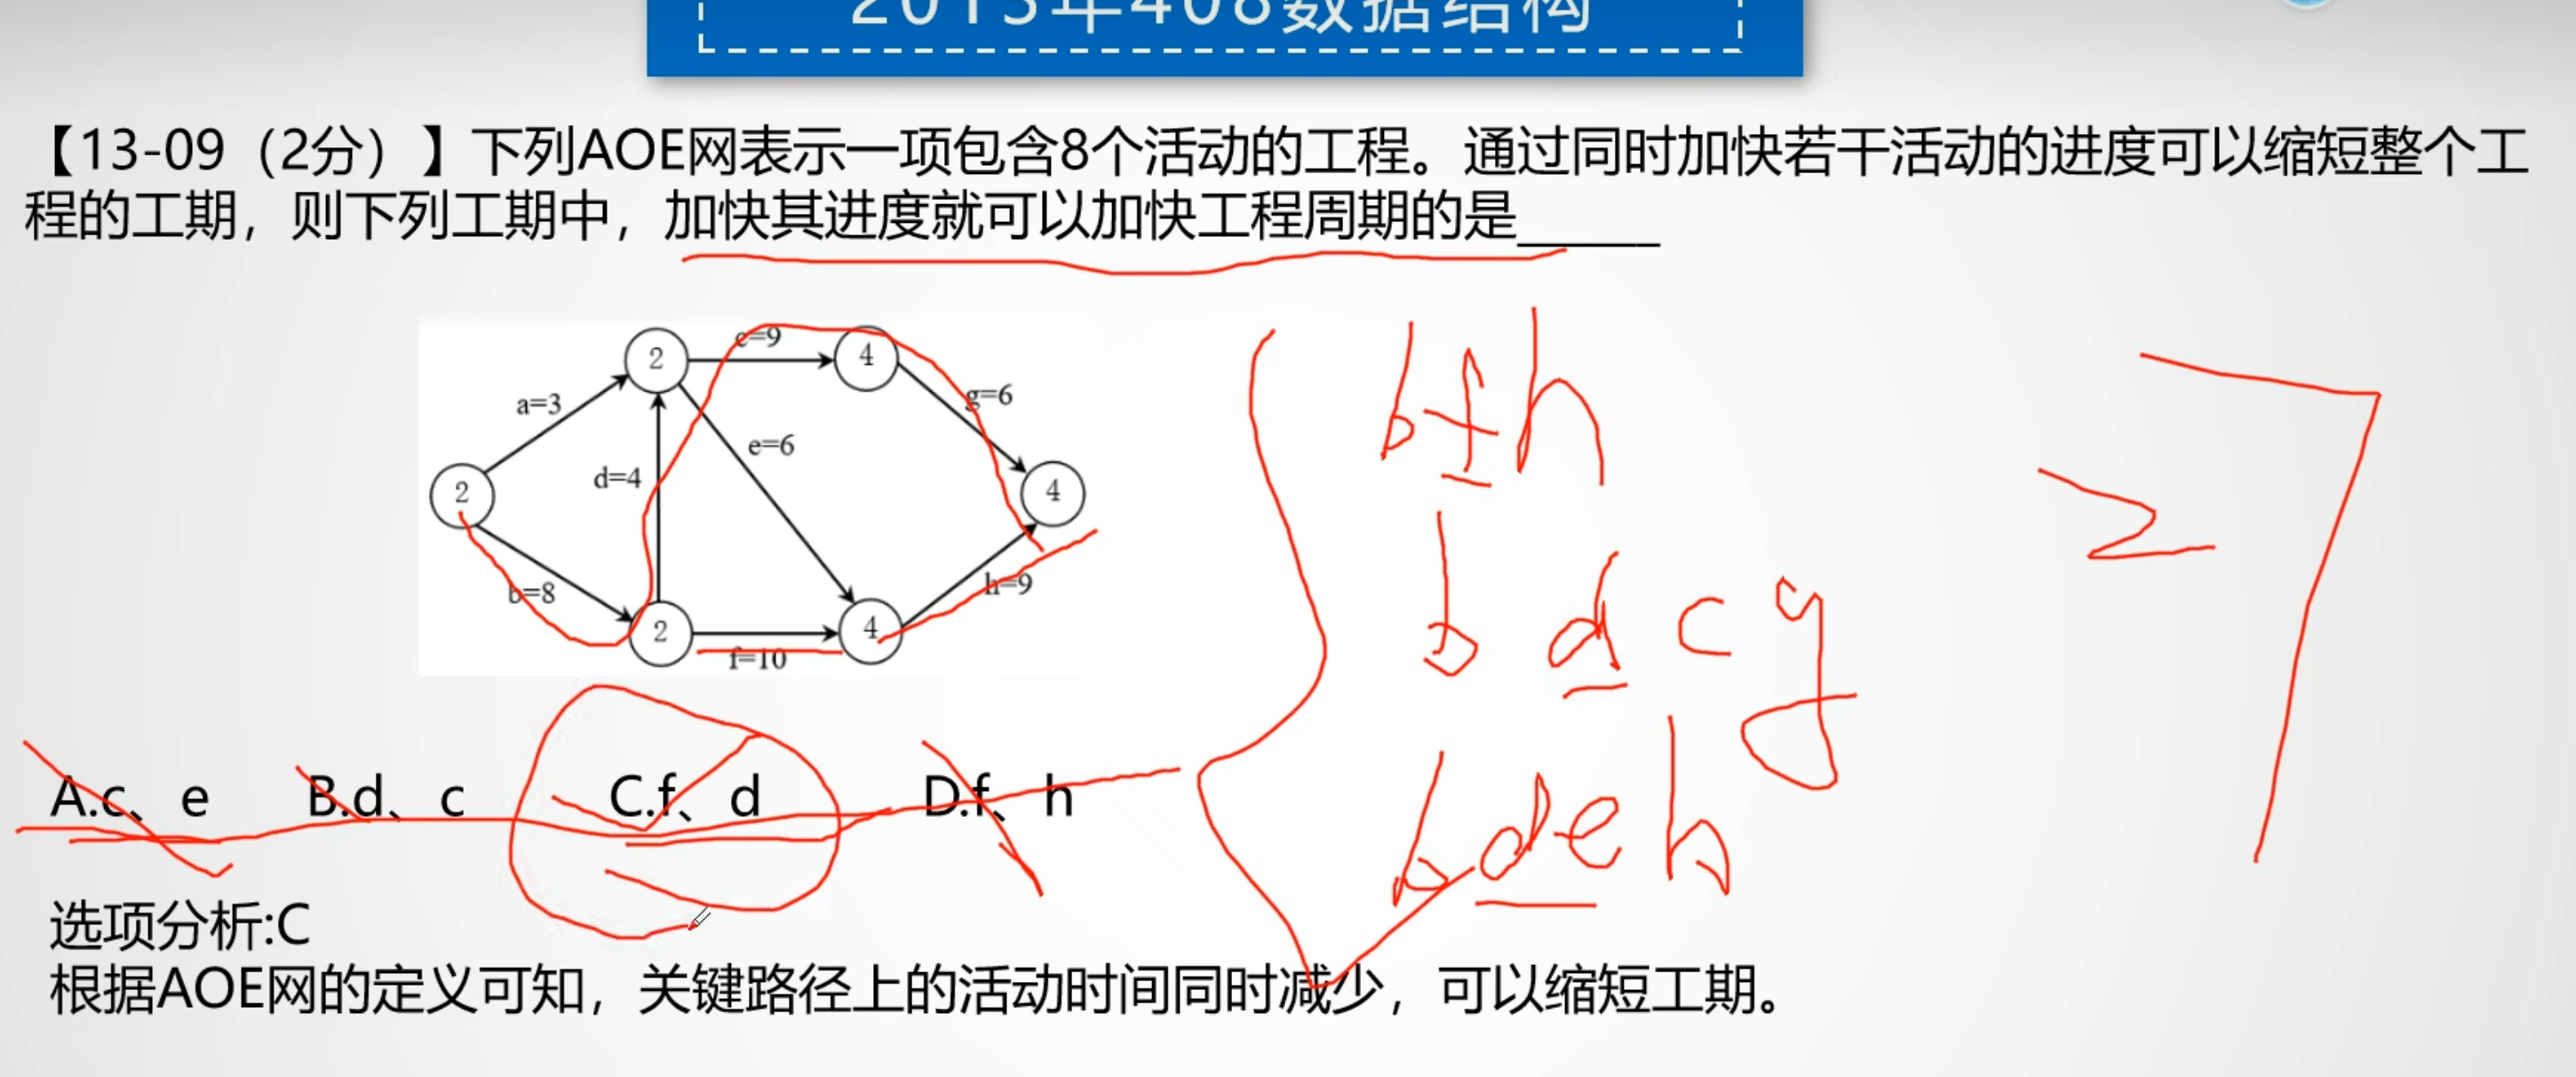 2013年408数据结构
【13-09（2分）】下列AOE网表示一项包含8个活动的工程。通过同时加快若干活动的进度可以缩短整个工
程的工期，则下列工期中，加快其进度就可以加快工程周期的是______
2 c=9 4
a=3 g=6
e=6
d=4
2 4
b=8 h=9
2 4
f=10
bfh
bdcg
bdeh
27
A.c、e B.d、c C.f、d D.f、h
选项分析:C
根据AOE网的定义可知，关键路径上的活动时间同时减少，可以缩短工期。